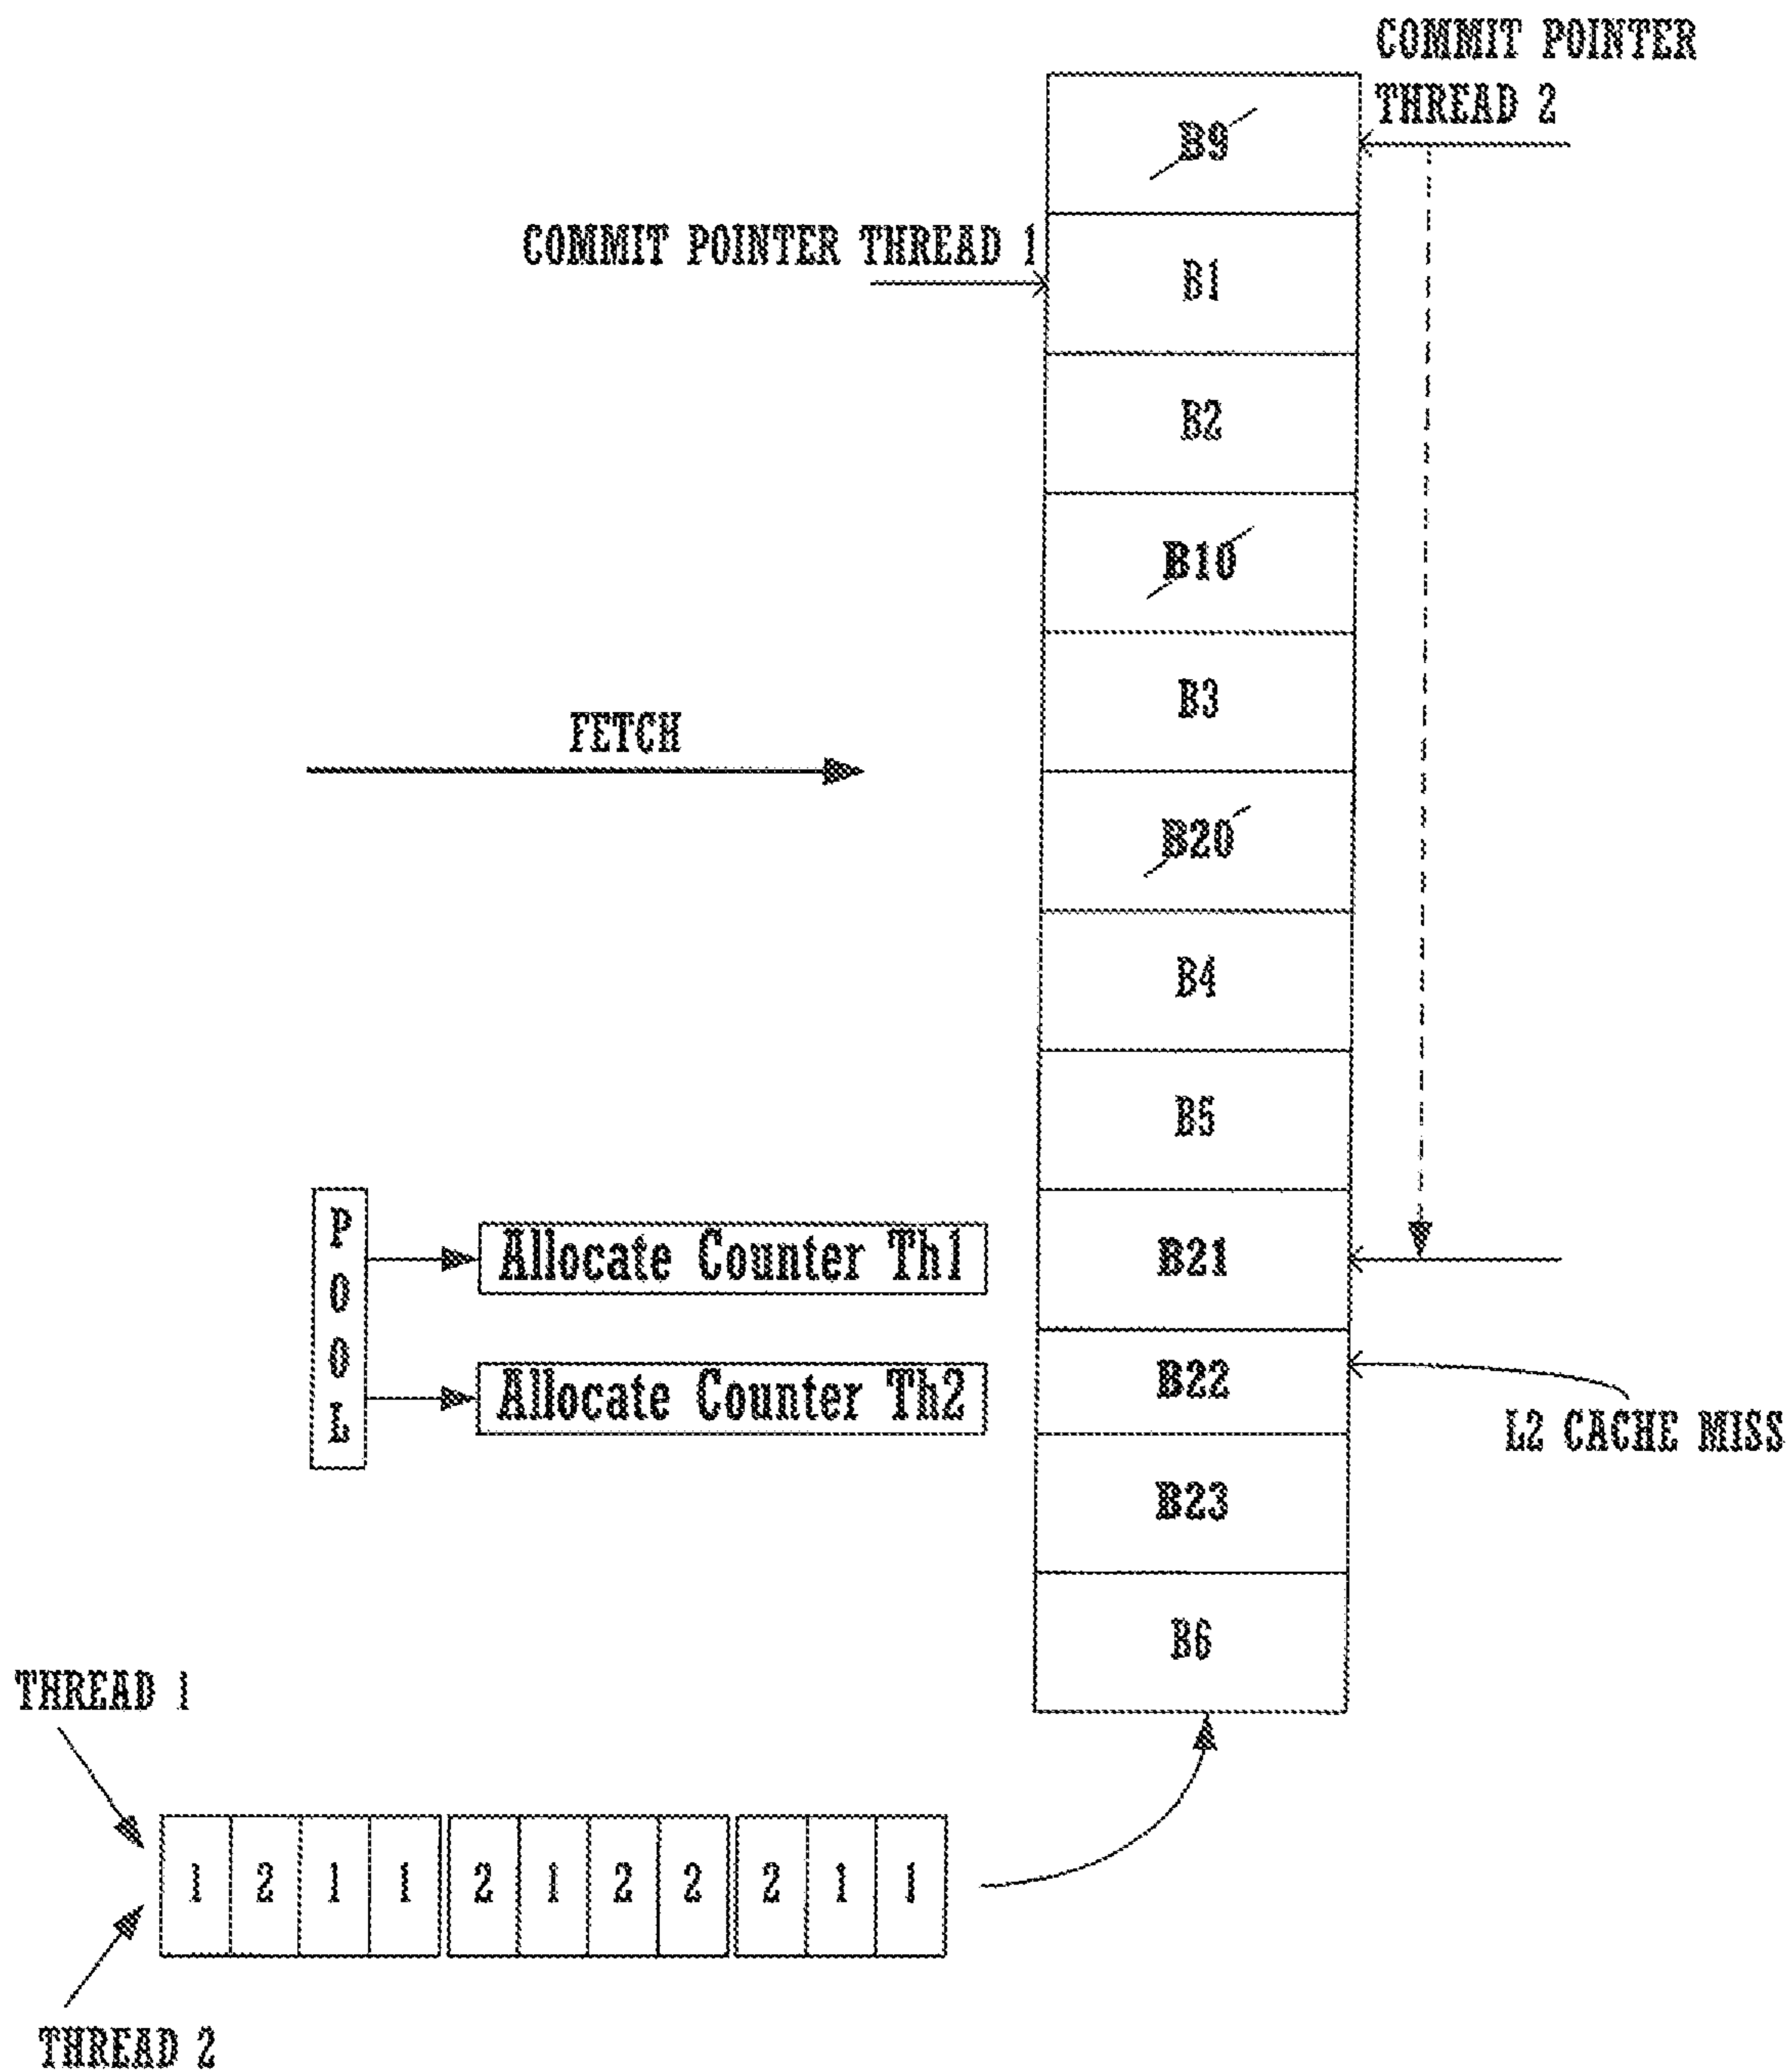 COMMIT POINTER
THREAD 2
B9
COMMIT POINTER THREAD 1
B1
B2
B10
B3
FETCH
B20
B4
B5
POOL
Allocate Counter Th1
B21
Allocate Counter Th2
B22
L2 CACHE MISS
B23
B6
THREAD 1
1 2 1 1 2 1 2 2 2 1 1
THREAD 2